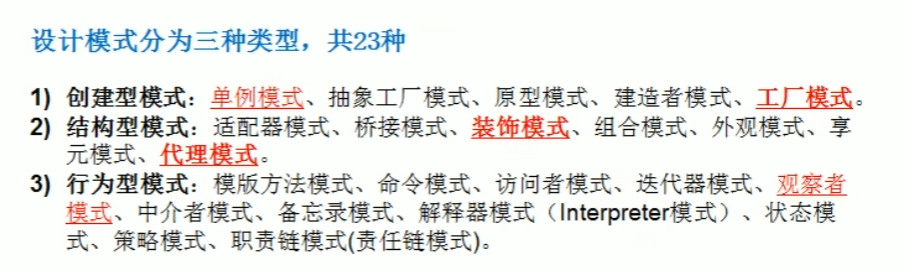 设计模式分为三种类型，共23种
1) 创建型模式：单例模式、抽象工厂模式、原型模式、建造者模式、工厂模式。
2) 结构型模式：适配器模式、桥接模式、装饰模式、组合模式、外观模式、享
元模式、代理模式。
3) 行为型模式：模版方法模式、命令模式、访问者模式、迭代器模式、观察者
模式、中介者模式、备忘录模式、解释器模式（Interpreter模式）、状态模
式、策略模式、职责链模式(责任链模式)。